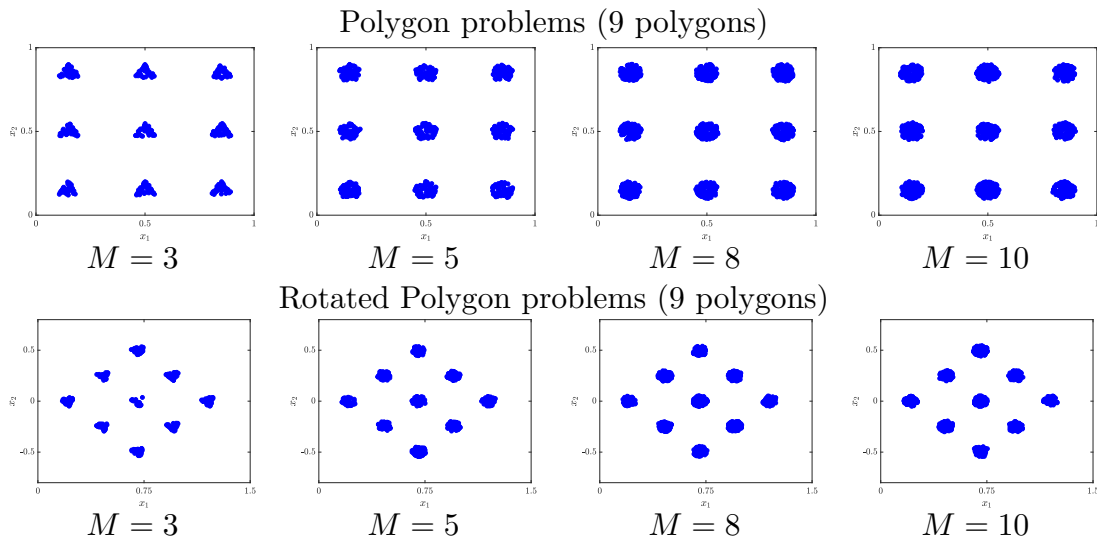 Polygon problems (9 polygons)
1
0.5
0
x₂
0
0.5
1
x₁
1
0.5
0
x₂
0
0.5
1
x₁
1
0.5
0
x₂
0
0.5
1
x₁
1
0.5
0
x₂
0
0.5
1
x₁
M = 3
M = 5
M = 8
M = 10
Rotated Polygon problems (9 polygons)
0.5
0
-0.5
x₂
0
0.75
1.5
x₁
0.5
0
-0.5
x₂
0
0.75
1.5
x₁
0.5
0
-0.5
x₂
0
0.75
1.5
x₁
0.5
0
-0.5
x₂
0
0.75
1.5
x₁
M = 3
M = 5
M = 8
M = 10